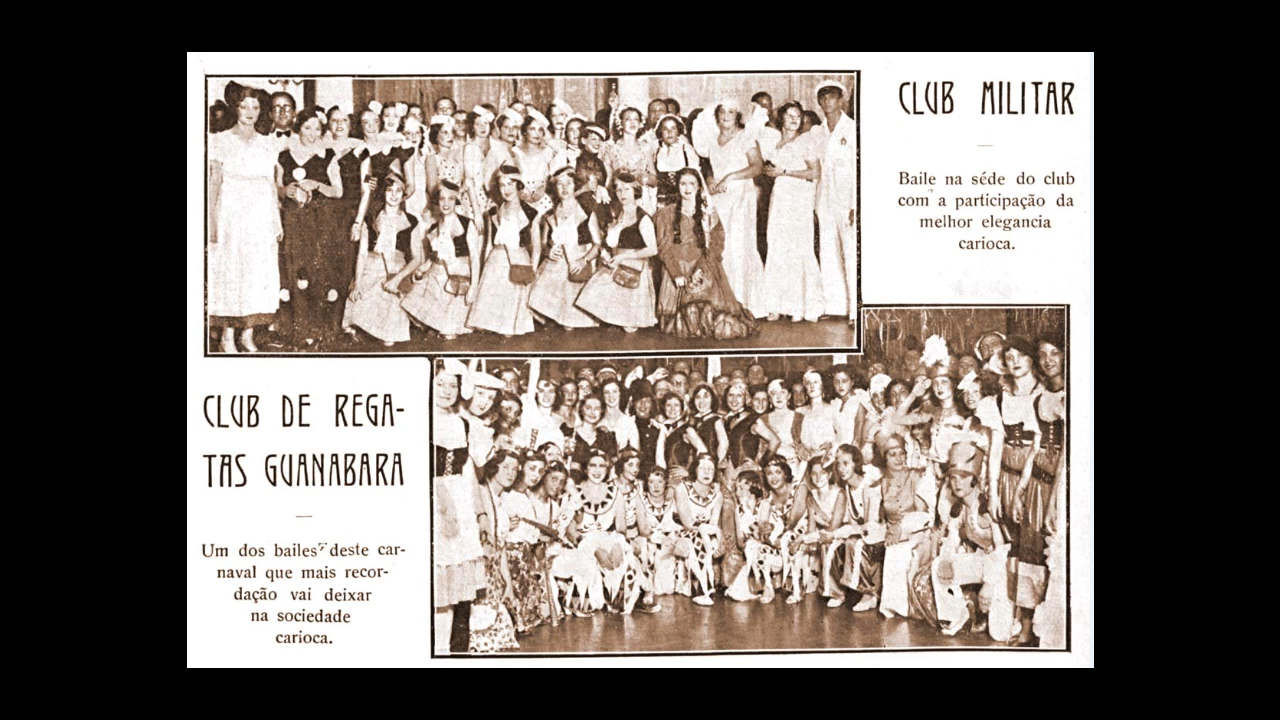 CLUB MILITAR
Baile na séde do club
com a participação da
melhor elegancia
carioca.
CLUB DE REGA-
TAS GUANABARA
Um dos bailes deste car-
naval que mais recor-
dação vai deixar
na sociedade
carioca.